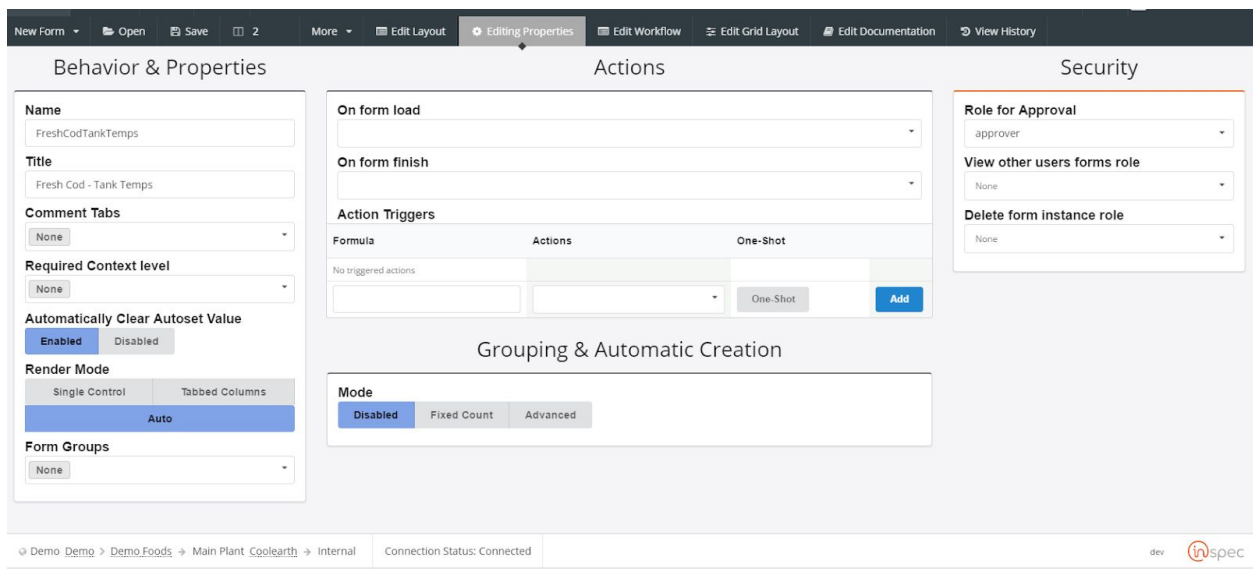 New Form Open Save 2 More Edit Layout Editing Properties Edit Workflow Edit Grid Layout Edit Documentation View History
Behavior & Properties
Name
FreshCodTankTemps
Title
Fresh Cod - Tank Temps
Comment Tabs
None
Required Context level
None
Automatically Clear Autoset Value
Enabled Disabled
Render Mode
Single Control Tabbed Columns
Auto
Form Groups
None
Actions
On form load
On form finish
Action Triggers
Formula Actions One-Shot
No triggered actions
One-Shot Add
Grouping & Automatic Creation
Mode
Disabled Fixed Count Advanced
Security
Role for Approval
approver
View other users forms role
None
Delete form instance role
None
Demo Demo > Demo Foods → Main Plant Coolearth → Internal Connection Status: Connected dev inspec